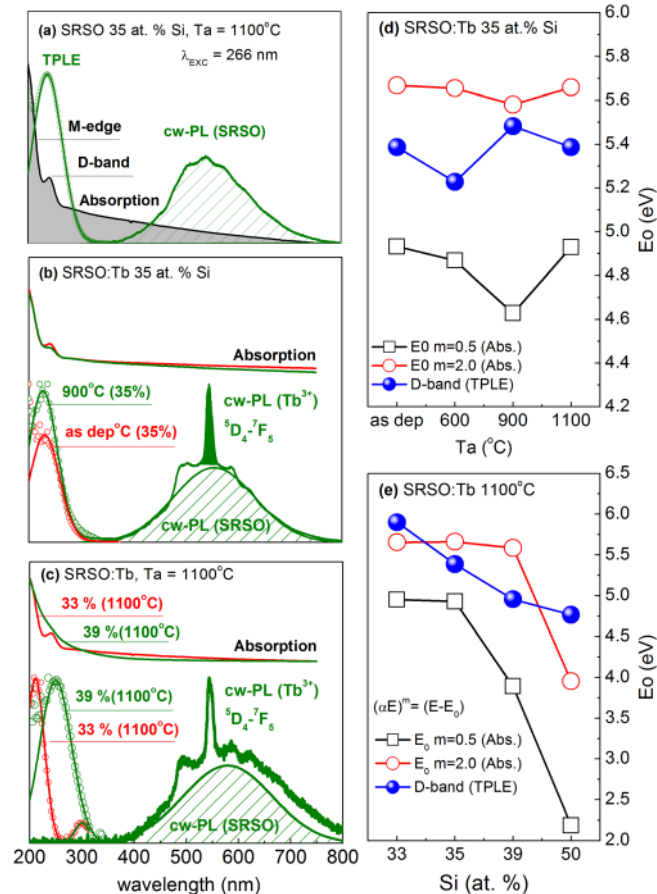 (a) SRSO 35 at. % Si, Ta = 1100°C
λEXC = 266 nm
TPLE
M-edge
cw-PL (SRSO)
D-band
Absorption
(b) SRSO:Tb 35 at. % Si
Absorption
900°C (35%)
cw-PL (Tb3+)
as dep°C (35%)
5D4-7F5
cw-PL (SRSO)
(c) SRSO:Tb, Ta = 1100°C
33 % (1100°C)
39 %(1100°C)
Absorption
39 %(1100°C)
cw-PL (Tb3+)
33 % (1100°C)
5D4-7F5
cw-PL (SRSO)
200 300 400 500 600 700 800
wavelength (nm)
(d) SRSO:Tb 35 at.% Si
6.0
5.8
5.6
5.4
5.2
5.0
4.8
4.6
4.4
4.2
Eo (eV)
E0 m=0.5 (Abs.)
E0 m=2.0 (Abs.)
D-band (TPLE)
as dep 600 900 1100
Ta (°C)
(e) SRSO:Tb 1100°C
6.5
6.0
5.5
5.0
4.5
4.0
3.5
3.0
2.5
2.0
Eo (eV)
(αE)m= (E-E0)
E0 m=0.5 (Abs.)
E0 m=2.0 (Abs.)
D-band (TPLE)
33 35 39 50
Si (at. %)